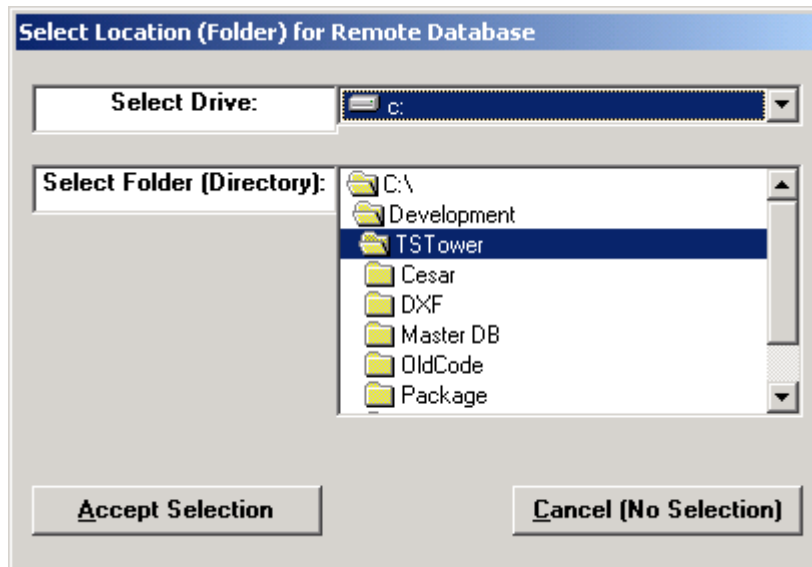 Select Location (Folder) for Remote Database
Select Drive:
c:
Select Folder (Directory):
C:\
Development
TSTower
Cesar
DXF
Master DB
OldCode
Package
Accept Selection
Cancel (No Selection)